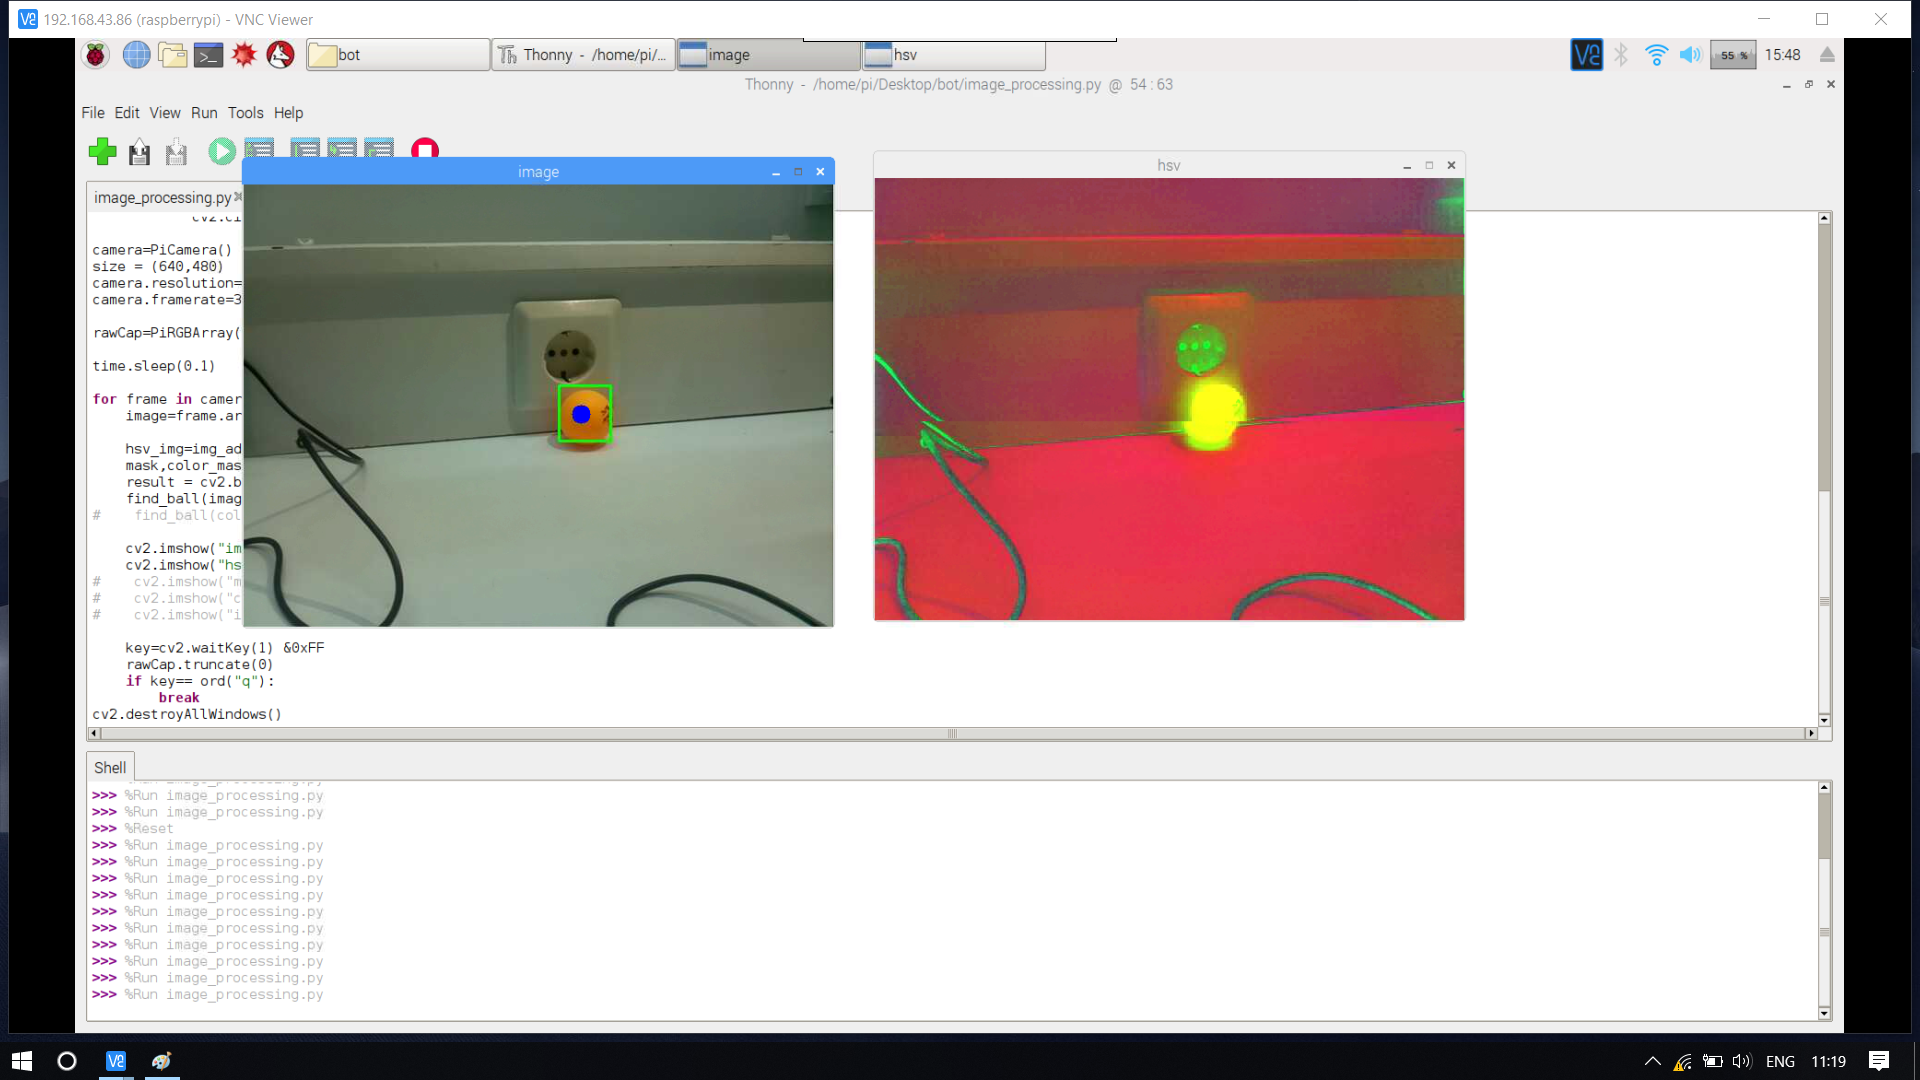 192.168.43.86 (raspberrypi) - VNC Viewer
bot
Thonny - /home/pi/...
image
hsv
55 %
15:48
Thonny - /home/pi/Desktop/bot/image_processing.py @ 54 : 63
File Edit View Run Tools Help
image
hsv
image_processing.py
camera=PiCamera()
size = (640,480)
camera.resolution=
camera.framerate=3
rawCap=PiRGBArray(
time.sleep(0.1)
for frame in camer
image=frame.ar
hsv_img=img_ad
mask,color_mas
result = cv2.b
find_ball(imag
# find_ball(col
cv2.imshow("im
cv2.imshow("hs
# cv2.imshow("m
# cv2.imshow("c
# cv2.imshow("i
key=cv2.waitKey(1) &0xFF
rawCap.truncate(0)
if key== ord("q"):
break
cv2.destroyAllWindows()
Shell
>>> %Run image_processing.py
>>> %Run image_processing.py
>>> %Reset
>>> %Run image_processing.py
>>> %Run image_processing.py
>>> %Run image_processing.py
>>> %Run image_processing.py
>>> %Run image_processing.py
>>> %Run image_processing.py
>>> %Run image_processing.py
>>> %Run image_processing.py
>>> %Run image_processing.py
>>> %Run image_processing.py
ENG
11:19